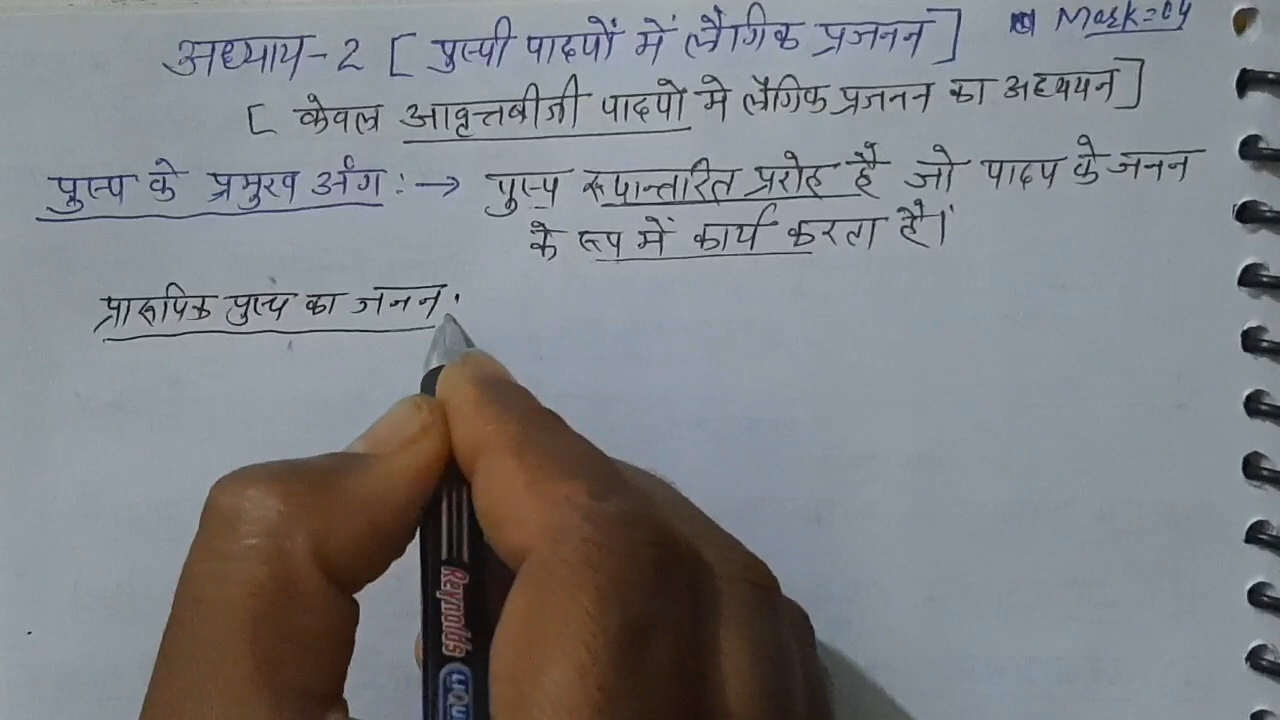 अध्याय-2 [ पुष्पी पादपों में लैंगिक प्रजनन ] Mark=04
[ केवल आवृत्तबीजी पादपो मे लैंगिक प्रजनन का अध्ययन ]
पुष्प के प्रमुख अंग :→ पुष्प रूपान्तरित प्ररोह है जो पादप के जनन
के रूप में कार्य करता है।
प्रारूपिक पुष्प का जनन :
Reynolds